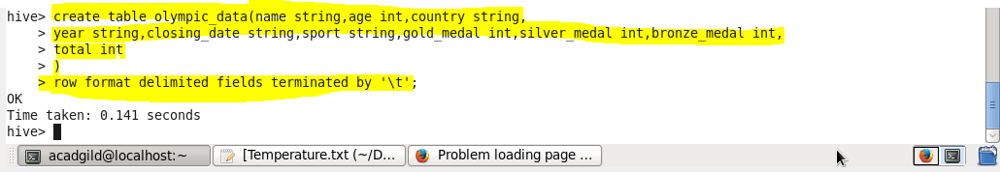 hive> create table olympic_data(name string,age int,country string,
> year string,closing_date string,sport string,gold_medal int,silver_medal int,bronze_medal int,
> total int
> )
> row format delimited fields terminated by '\t';
OK
Time taken: 0.141 seconds
hive>
acadgild@localhost:~ [Temperature.txt (~/D... Problem loading page ...